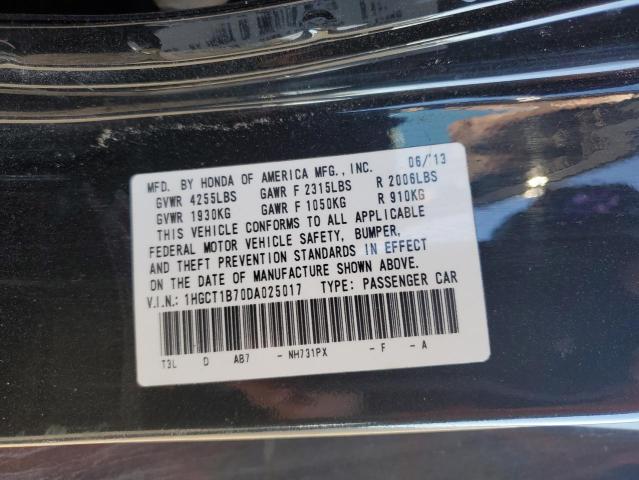 MFD. BY HONDA OF AMERICA MFG., INC. 06/'13
GVWR 4255LBS GAWR F 2315LBS R 2006LBS
GVWR 1930KG GAWR F 1050KG R 910KG
THIS VEHICLE CONFORMS TO ALL APPLICABLE
FEDERAL MOTOR VEHICLE SAFETY, BUMPER,
AND THEFT PREVENTION STANDARDS IN EFFECT
ON THE DATE OF MANUFACTURE SHOWN ABOVE.
V.I.N.: 1HGCT1B70DA025017 TYPE: PASSENGER CAR
T3L D AB7 - NH731PX - F - A